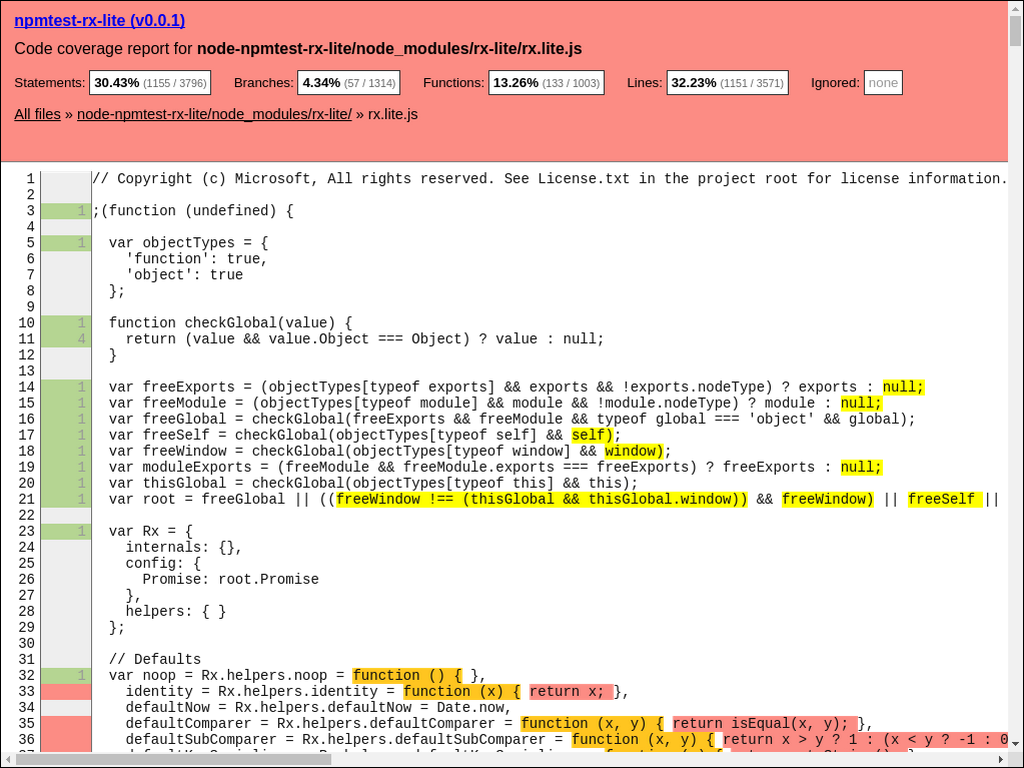 npmtest-rx-lite (v0.0.1)
Code coverage report for node-npmtest-rx-lite/node_modules/rx-lite/rx.lite.js
Statements: 30.43% (1155 / 3796) Branches: 4.34% (57 / 1314) Functions: 13.26% (133 / 1003) Lines: 32.23% (1151 / 3571) Ignored: none
All files » node-npmtest-rx-lite/node_modules/rx-lite/ » rx.lite.js
1 // Copyright (c) Microsoft, All rights reserved. See License.txt in the project root for license information.
2
3 1 ;(function (undefined) {
4
5 1 var objectTypes = {
6 'function': true,
7 'object': true
8 };
9
10 1 function checkGlobal(value) {
11 4 return (value && value.Object === Object) ? value : null;
12 }
13
14 1 var freeExports = (objectTypes[typeof exports] && exports && !exports.nodeType) ? exports : null;
15 1 var freeModule = (objectTypes[typeof module] && module && !module.nodeType) ? module : null;
16 1 var freeGlobal = checkGlobal(freeExports && freeModule && typeof global === 'object' && global);
17 1 var freeSelf = checkGlobal(objectTypes[typeof self] && self);
18 1 var freeWindow = checkGlobal(objectTypes[typeof window] && window);
19 1 var moduleExports = (freeModule && freeModule.exports === freeExports) ? freeExports : null;
20 1 var thisGlobal = checkGlobal(objectTypes[typeof this] && this);
21 1 var root = freeGlobal || ((freeWindow !== (thisGlobal && thisGlobal.window)) && freeWindow) || freeSelf ||
22
23 1 var Rx = {
24 internals: {},
25 config: {
26 Promise: root.Promise
27 },
28 helpers: { }
29 };
30
31 // Defaults
32 1 var noop = Rx.helpers.noop = function () { },
33 identity = Rx.helpers.identity = function (x) { return x; },
34 defaultNow = Rx.helpers.defaultNow = Date.now,
35 defaultComparer = Rx.helpers.defaultComparer = function (x, y) { return isEqual(x, y); },
36 defaultSubComparer = Rx.helpers.defaultSubComparer = function (x, y) { return x > y ? 1 : (x < y ? -1 : 0